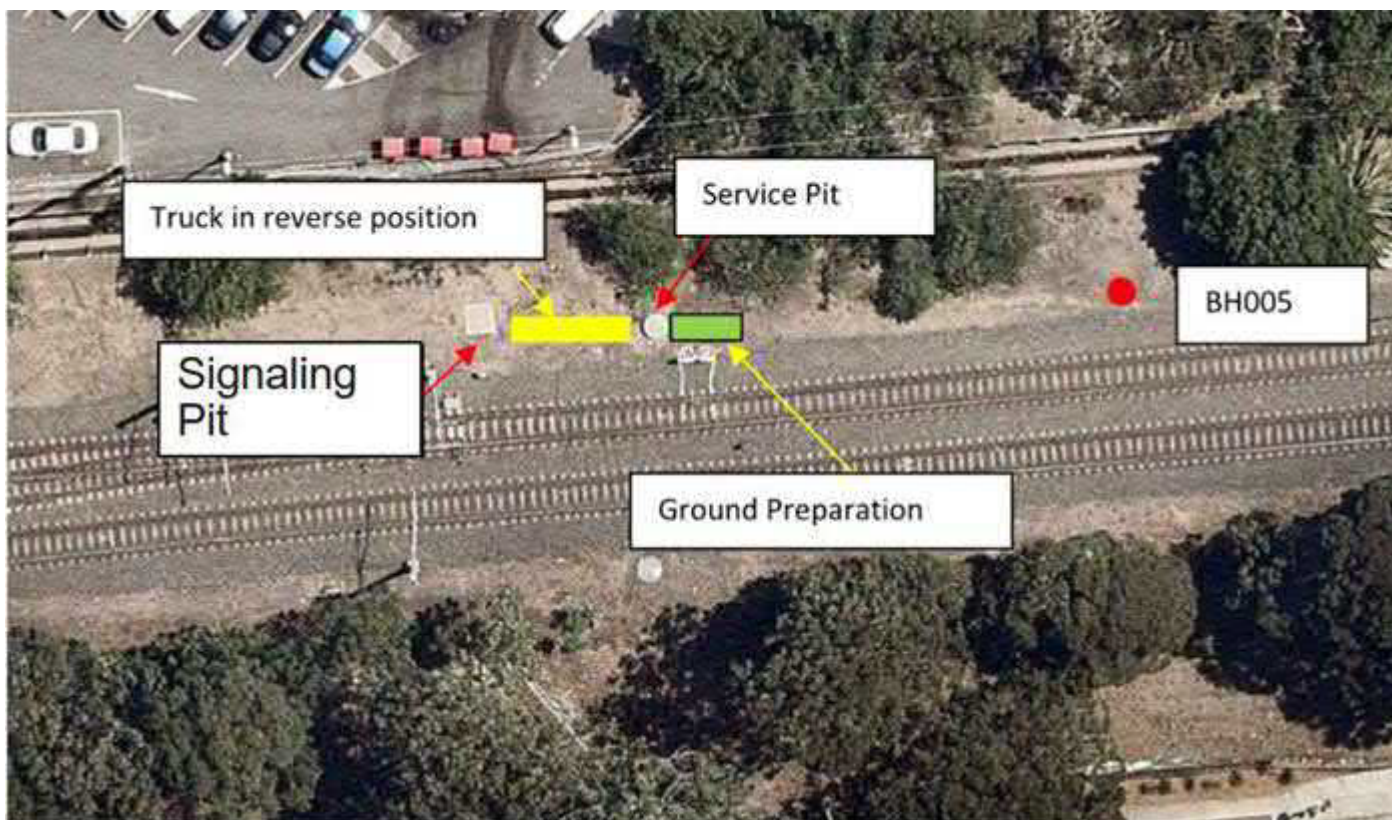 Truck in reverse position
Service Pit
BH005
Signaling
Pit
Ground Preparation